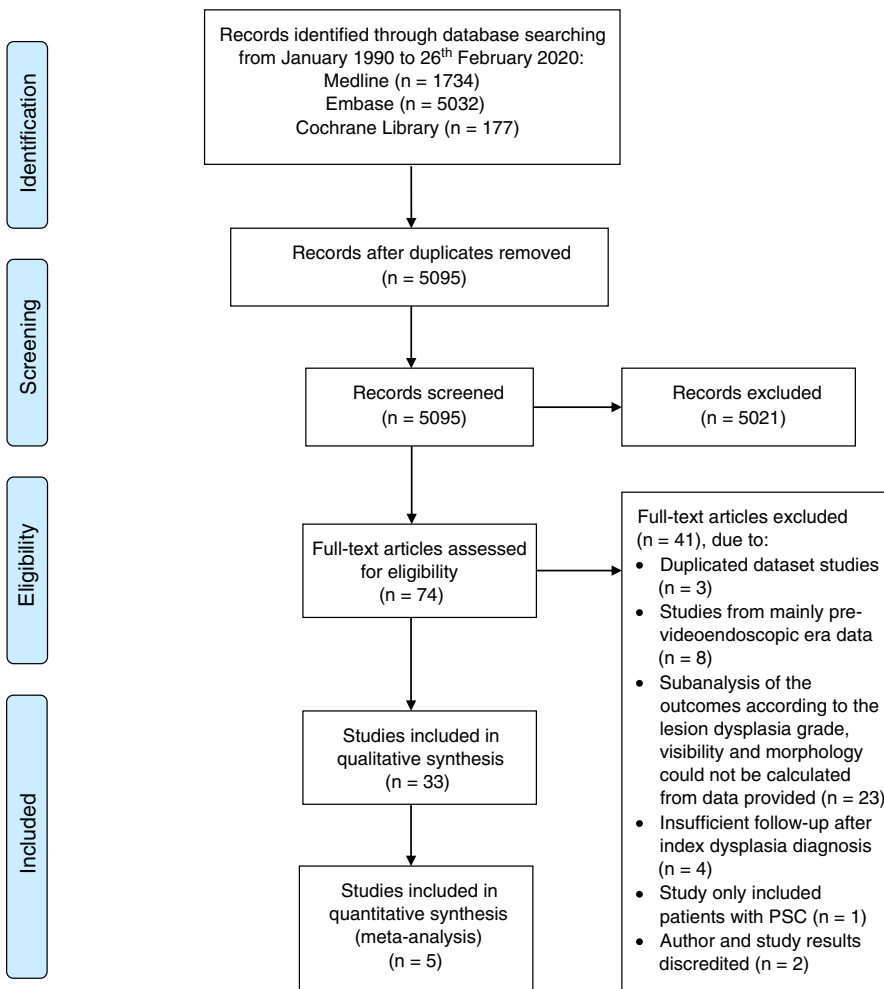 Identification
Records identified through database searching
from January 1990 to 26th February 2020:
Medline (n = 1734)
Embase (n = 5032)
Cochrane Library (n = 177)
Records after duplicates removed
(n = 5095)
Screening
Records screened
(n = 5095)
Records excluded
(n = 5021)
Eligibility
Full-text articles assessed
for eligibility
(n = 74)
Full-text articles excluded
(n = 41), due to:
• Duplicated dataset studies
(n = 3)
• Studies from mainly pre-
videoendoscopic era data
(n = 8)
• Subanalysis of the
outcomes according to the
lesion dysplasia grade,
visibility and morphology
could not be calculated
from data provided (n = 23)
• Insufficient follow-up after
index dysplasia diagnosis
(n = 4)
• Study only included
patients with PSC (n = 1)
• Author and study results
discredited (n = 2)
Included
Studies included in
qualitative synthesis
(n = 33)
Studies included in
quantitative synthesis
(meta-analysis)
(n = 5)